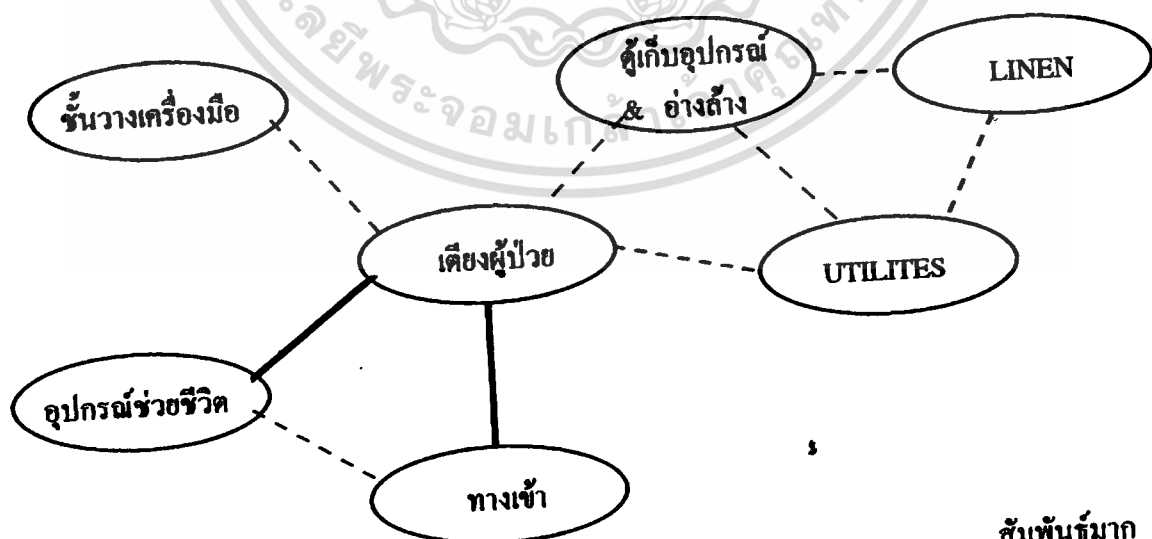 ตู้เก็บอุปกรณ์
& อ่างล้าง
LINEN
ชั้นวางเครื่องมือ
เตียงผู้ป่วย
UTILITES
อุปกรณ์ช่วยชีวิต
ทางเข้า
สัมพันธ์มาก